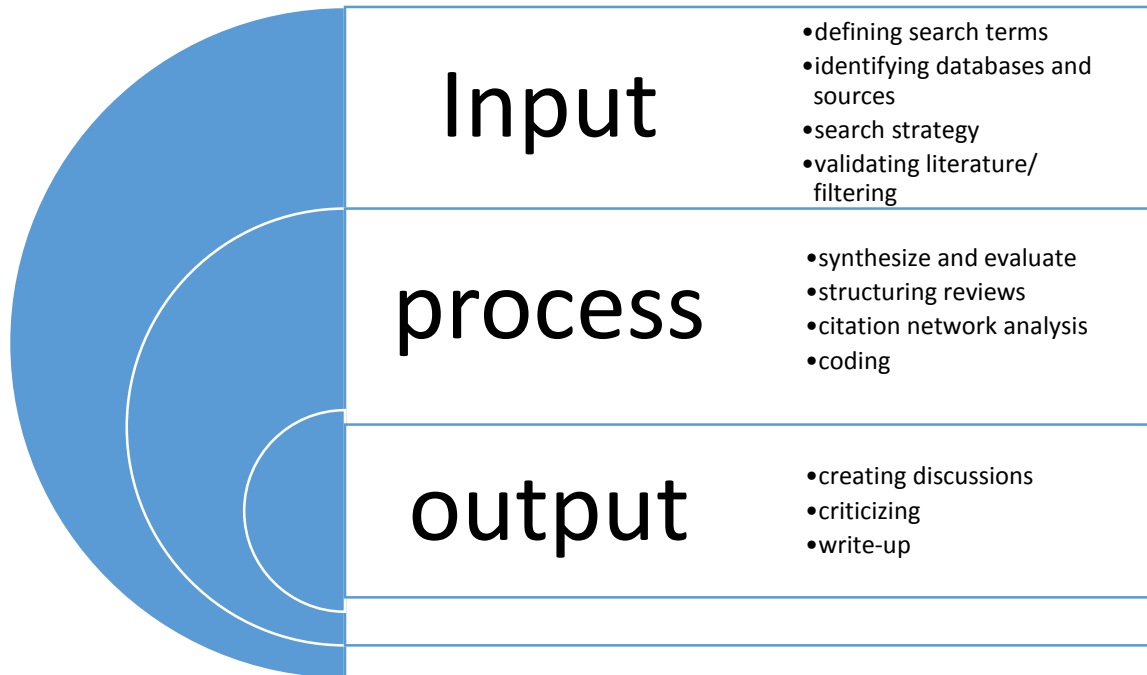 Input
•defining search terms
•identifying databases and
sources
•search strategy
•validating literature/
filtering
process
•synthesize and evaluate
•structuring reviews
•citation network analysis
•coding
output
•creating discussions
•criticizing
•write-up